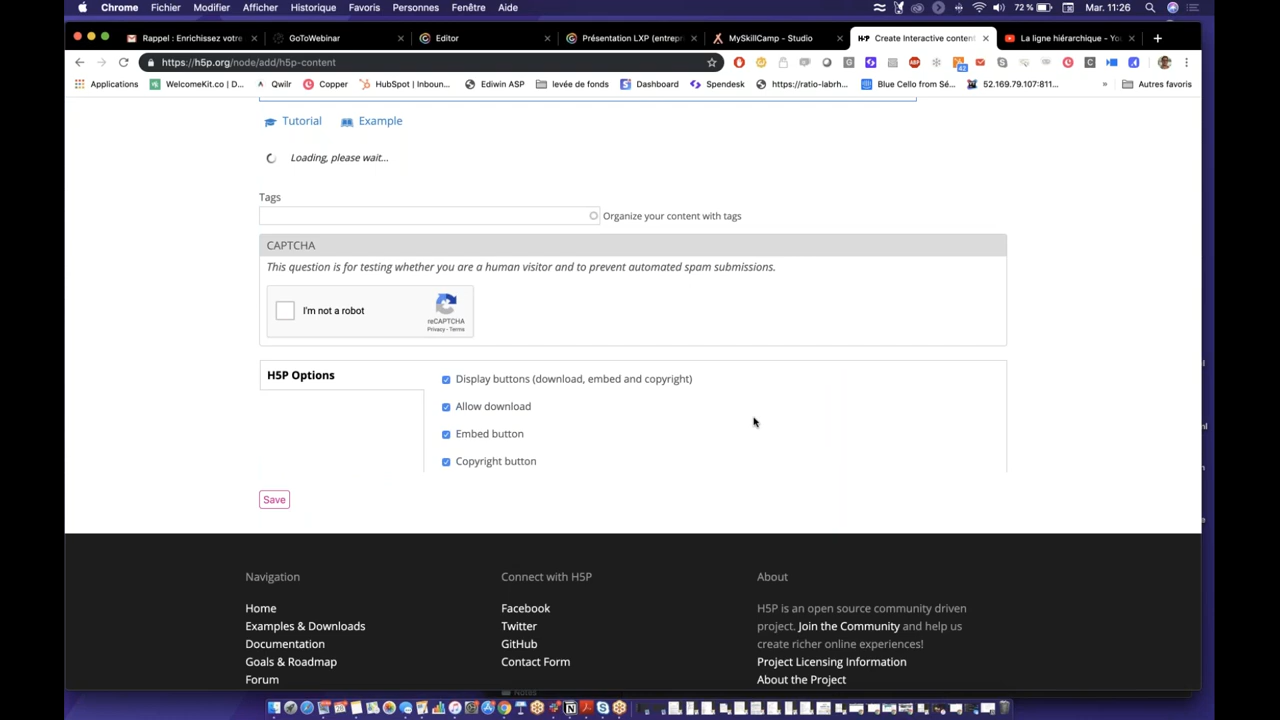 Chrome Fichier Modifier Afficher Historique Favoris Personnes Fenêtre Aide 72 % Mar. 11:26
Rappel : Enrichissez votre GoToWebinar Editor Présentation LXP (entrep MySkillCamp - Studio H5P Create Interactive content La ligne hiérarchique - You
https://h5p.org/node/add/h5p-content
Applications WelcomeKit.co | D... Qwilr Copper HubSpot | Inboun... Ediwin ASP levée de fonds Dashboard Spendesk https://ratio-labrh... Blue Cello from Sé... 52.169.79.107:811... » Autres favoris
Tutorial Example
Loading, please wait...
Tags
Organize your content with tags
CAPTCHA
This question is for testing whether you are a human visitor and to prevent automated spam submissions.
I'm not a robot
reCAPTCHA
Privacy - Terms
H5P Options
Display buttons (download, embed and copyright)
Allow download
Embed button
Copyright button
Save
Navigation Connect with H5P About
Home Facebook H5P is an open source community driven
Examples & Downloads Twitter project. Join the Community and help us
Documentation GitHub create richer online experiences!
Goals & Roadmap Contact Form Project Licensing Information
Forum About the Project
Notes